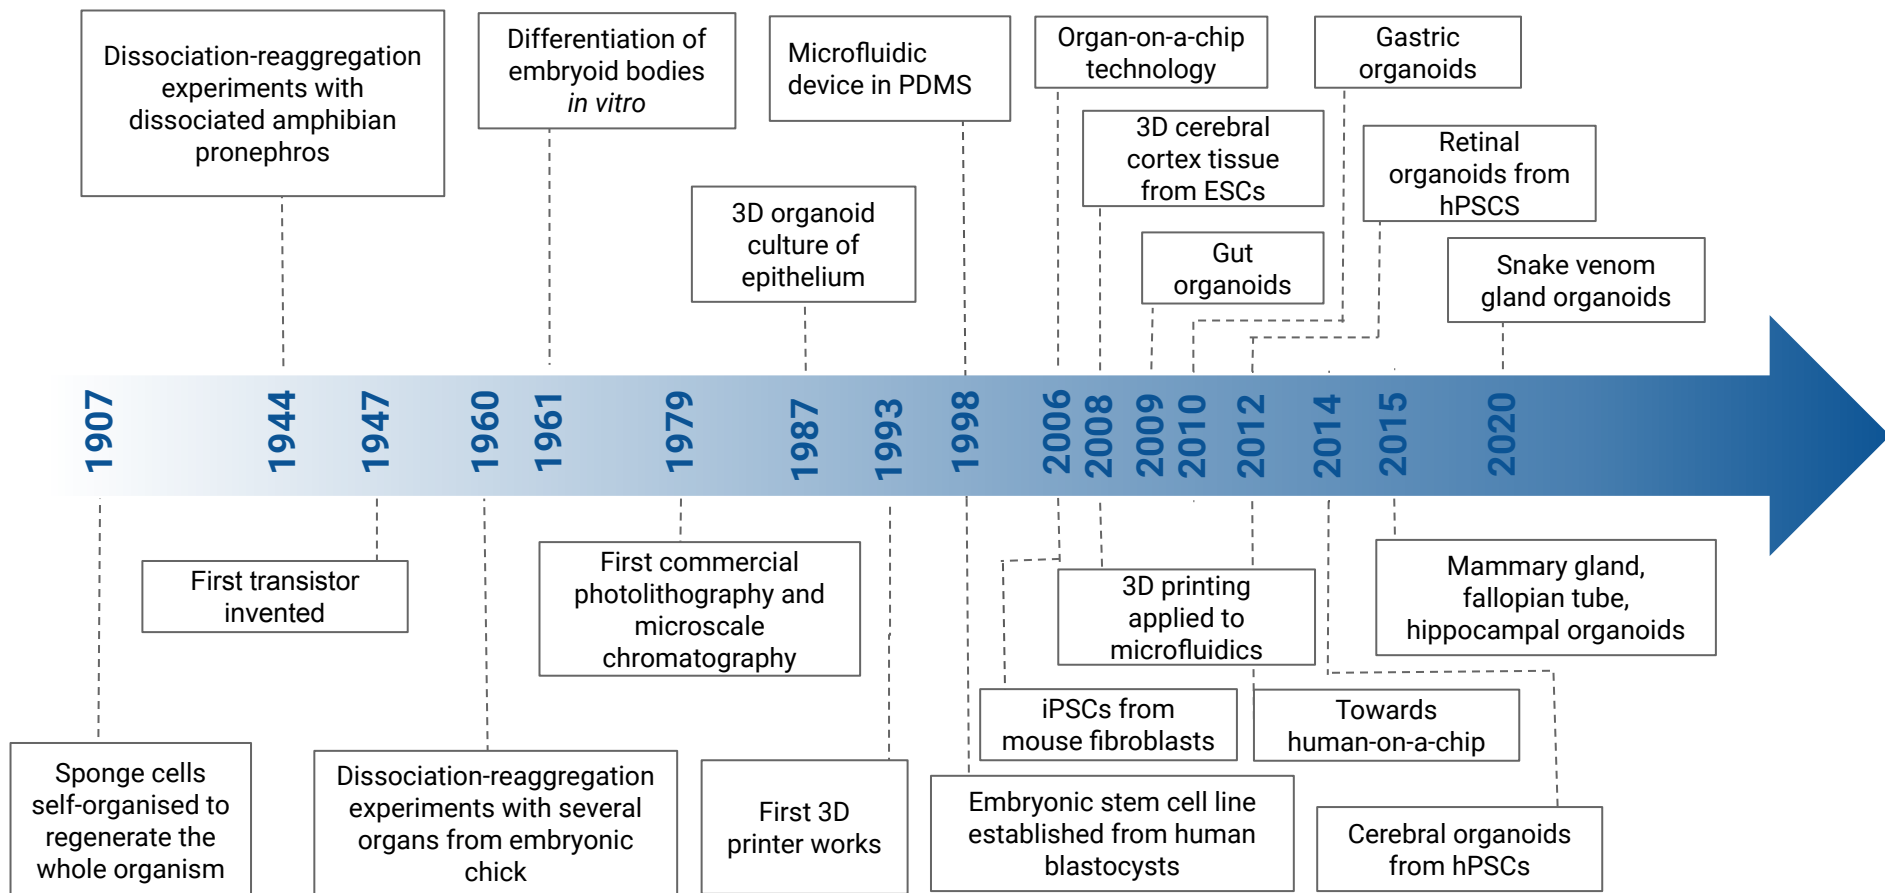 Dissociation-reaggregation
experiments with
dissociated amphibian
pronephros
Differentiation of
embryoid bodies
in vitro
Microfluidic
device in PDMS
Organ-on-a-chip
technology
Gastric
organoids
3D cerebral
cortex tissue
from ESCs
Retinal
organoids from
hPSCS
3D organoid
culture of
epithelium
Gut
organoids
Snake venom
gland organoids
1907
1944
1947
1960
1961
1979
1987
1993
1998
2006
2008
2009
2010
2012
2014
2015
2020
First transistor
invented
First commercial
photolithography and
microscale
chromatography
3D printing
applied to
microfluidics
Mammary gland,
fallopian tube,
hippocampal organoids
iPSCs from
mouse fibroblasts
Towards
human-on-a-chip
Sponge cells
self-organised to
regenerate the
whole organism
Dissociation-reaggregation
experiments with several
organs from embryonic
chick
First 3D
printer works
Embryonic stem cell line
established from human
blastocysts
Cerebral organoids
from hPSCs